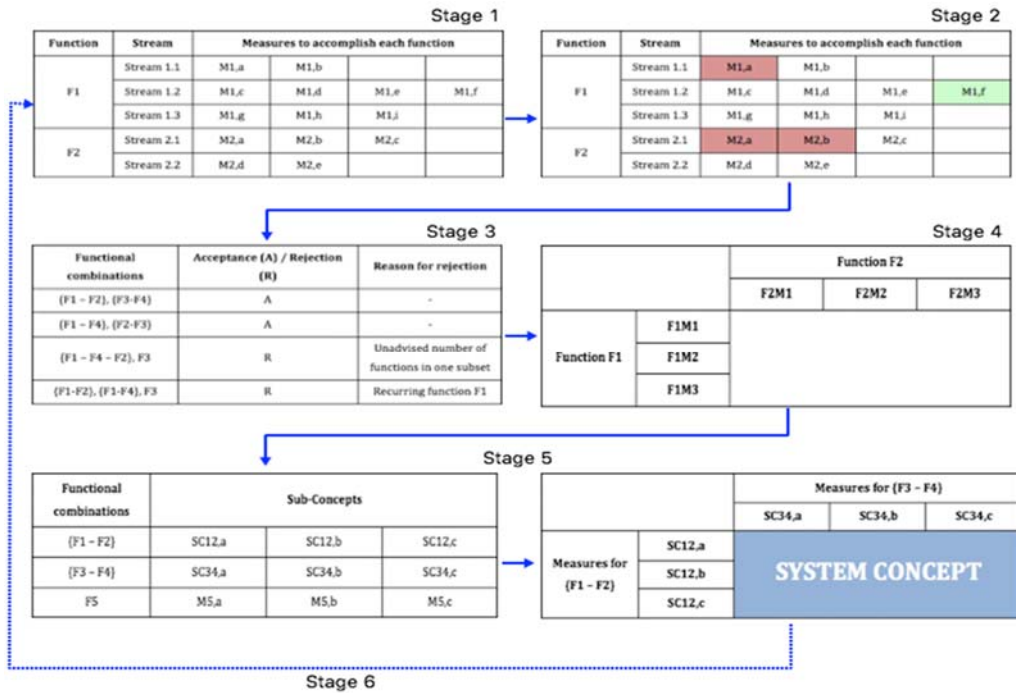 Stage 1
Function Stream Measures to accomplish each function
F1 Stream 1.1 M1,a M1,b
Stream 1.2 M1,c M1,d M1,e M1,f
Stream 1.3 M1,g M1,h M1,i
F2 Stream 2.1 M2,a M2,b M2,c
Stream 2.2 M2,d M2,e
Stage 2
Function Stream Measures to accomplish each function
F1 Stream 1.1 M1,a M1,b
Stream 1.2 M1,c M1,d M1,e M1,f
Stream 1.3 M1,g M1,h M1,i
F2 Stream 2.1 M2,a M2,b M2,c
Stream 2.2 M2,d M2,e
Stage 3
Functional combinations Acceptance (A) / Rejection (R) Reason for rejection
{F1 – F2}, {F3-F4} A -
{F1 – F4}, {F2-F3} A -
{F1 – F4 – F2}, F3 R Unadvised number of functions in one subset
{F1-F2}, {F1-F4}, F3 R Recurring function F1
Stage 4
Function F2
F2M1 F2M2 F2M3
Function F1 F1M1
F1M2
F1M3
Stage 5
Functional combinations Sub-Concepts
{F1 – F2} SC12,a SC12,b SC12,c
{F3 – F4} SC34,a SC34,b SC34,c
F5 M5,a M5,b M5,c
Measures for {F3 – F4}
SC34,a SC34,b SC34,c
Measures for {F1 – F2} SC12,a
SC12,b
SC12,c
SYSTEM CONCEPT
Stage 6